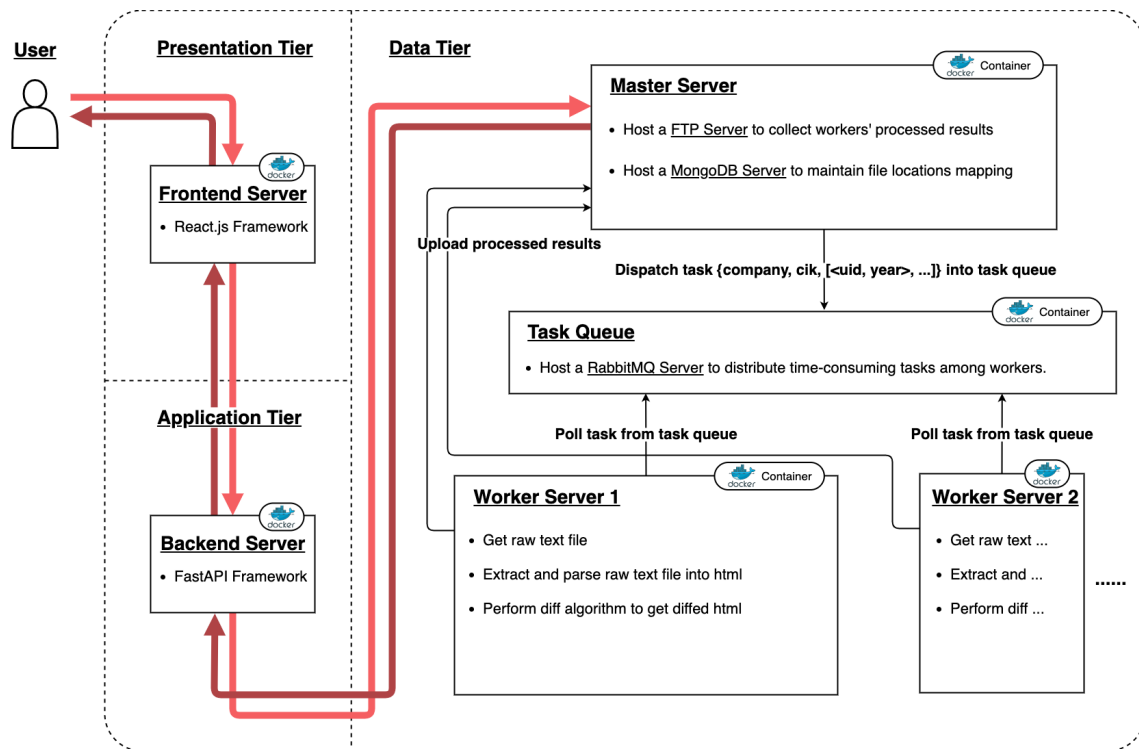 User
Presentation Tier
Data Tier
docker Container
Master Server
• Host a FTP Server to collect workers' processed results
• Host a MongoDB Server to maintain file locations mapping
docker
Frontend Server
• React.js Framework
Upload processed results
Dispatch task {company, cik, [<uid, year>, ...]} into task queue
docker Container
Task Queue
• Host a RabbitMQ Server to distribute time-consuming tasks among workers.
Application Tier
Poll task from task queue
Poll task from task queue
docker Container
Worker Server 1
• Get raw text file
• Extract and parse raw text file into html
• Perform diff algorithm to get diffed html
docker
Worker Server 2
• Get raw text ...
• Extract and ...
• Perform diff ...
......
docker
Backend Server
• FastAPI Framework